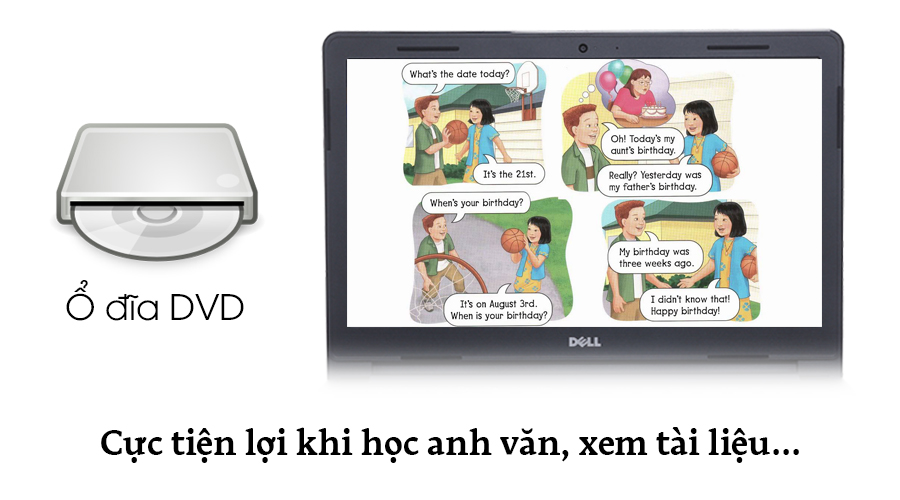 What's the date today?
It's the 21st.
Oh! Today's my
aunt's birthday.
Really? Yesterday was
my father's birthday.
When's your birthday?
It's on August 3rd.
When is your birthday?
My birthday was
three weeks ago.
I didn't know that!
Happy birthday!
DELL
Ổ đĩa DVD
Cực tiện lợi khi học anh văn, xem tài liệu...